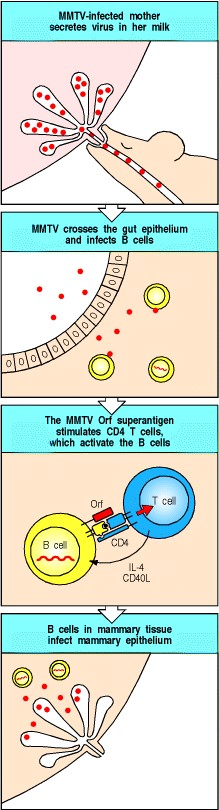 MMTV-infected mother
secretes virus in her milk
MMTV crosses the gut epithelium
and infects B cells
The MMTV Orf superantigen
stimulates CD4 T cells,
which activate the B cells
Orf
T cell
B cell
CD4
IL-4
CD40L
B cells in mammary tissue
infect mammary epithelium